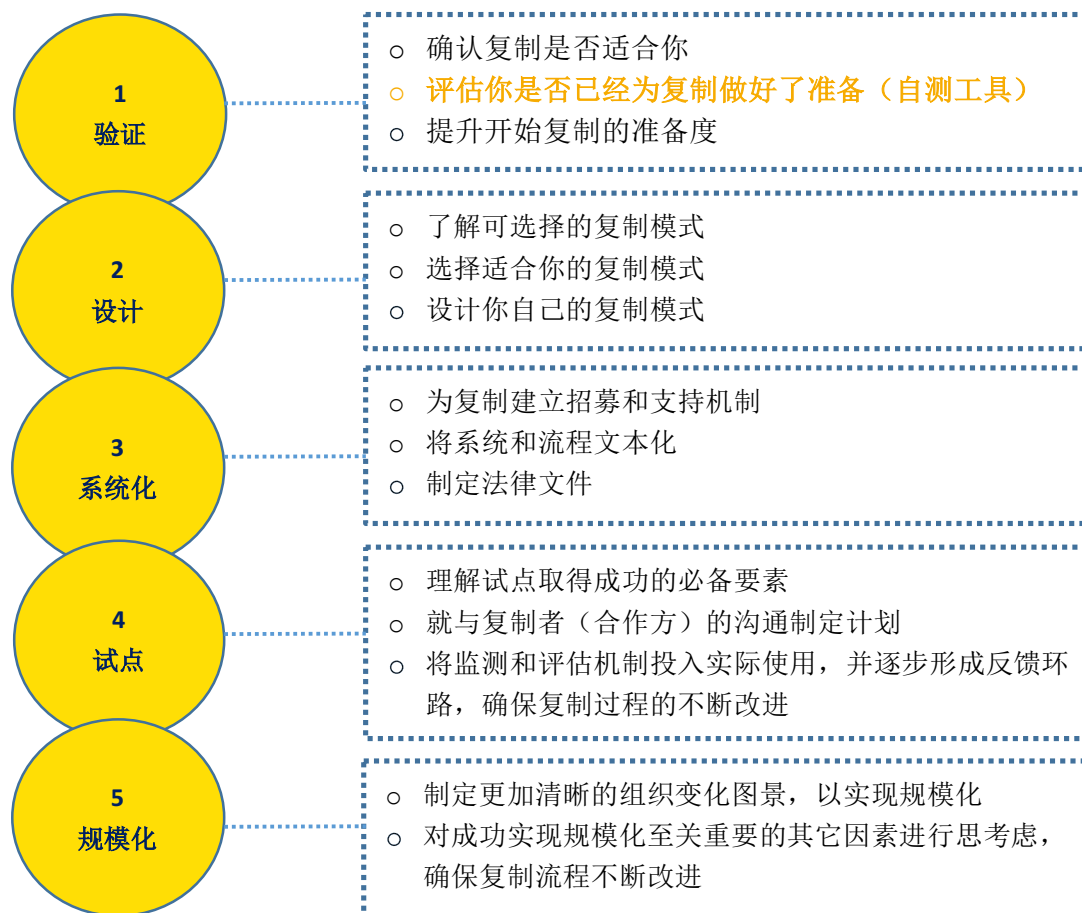 1
验证
○ 确认复制是否适合你
○ 评估你是否已经为复制做好了准备（自测工具）
○ 提升开始复制的准备度
2
设计
○ 了解可选择的复制模式
○ 选择适合你的复制模式
○ 设计你自己的复制模式
3
系统化
○ 为复制建立招募和支持机制
○ 将系统和流程文本化
○ 制定法律文件
4
试点
○ 理解试点取得成功的必备要素
○ 就与复制者（合作方）的沟通制定计划
○ 将监测和评估机制投入实际使用，并逐步形成反馈环
路，确保复制过程的不断改进
5
规模化
○ 制定更加清晰的组织变化图景，以实现规模化
○ 对成功实现规模化至关重要的其它因素进行思考虑，
确保复制流程不断改进